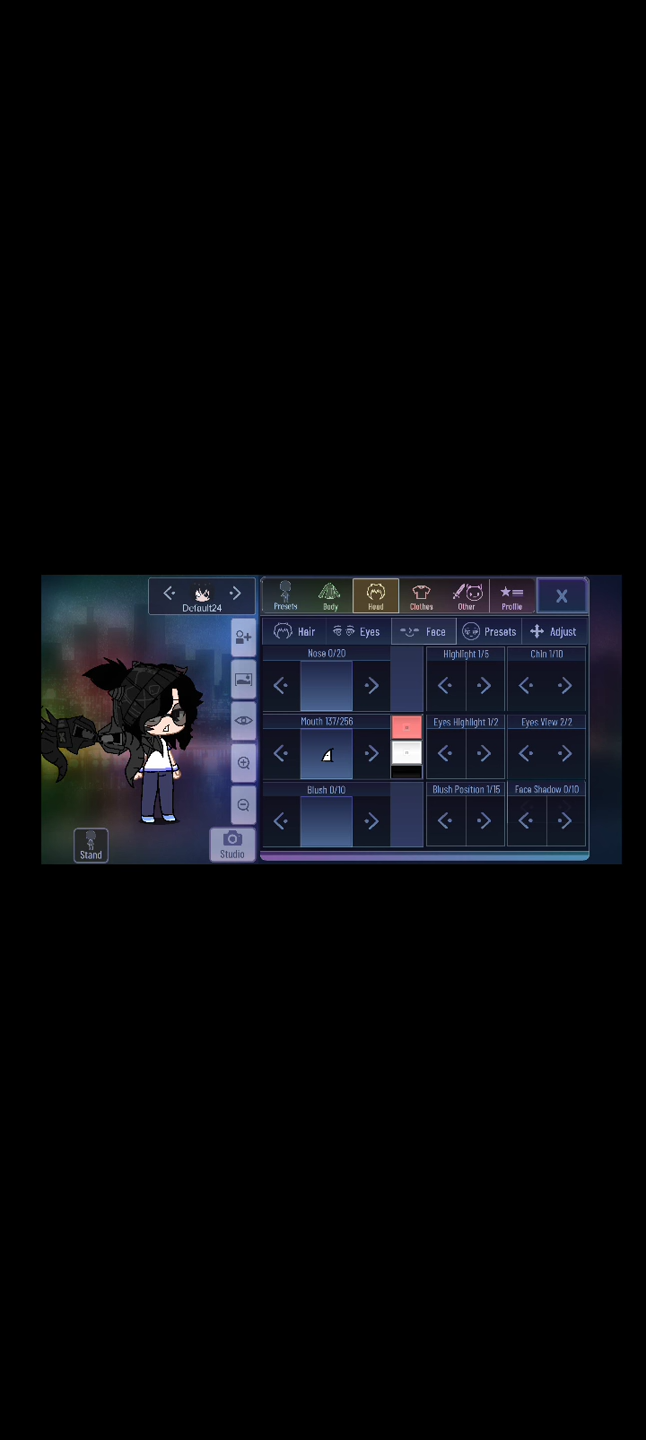 Default24
Presets
Body
Head
Clothes
Other
Profile
X
Hair
Eyes
Face
Presets
Adjust
Nose 0/20
Highlight 1/5
Chin 1/10
Mouth 137/256
Eyes Highlight 1/2
Eyes View 2/2
Blush 0/10
Blush Position 1/15
Face Shadow 0/10
Stand
Studio